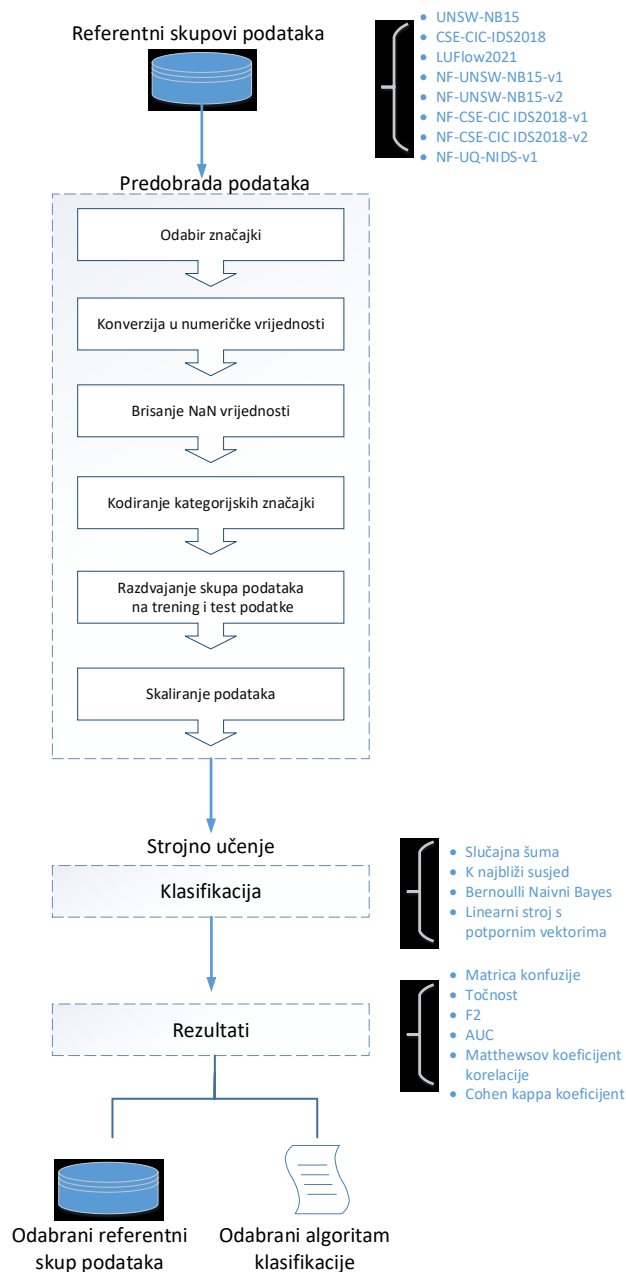 Referentni skupovi podataka
UNSW-NB15
CSE-CIC-IDS2018
LUFlow2021
NF-UNSW-NB15-v1
NF-UNSW-NB15-v2
NF-CSE-CIC IDS2018-v1
NF-CSE-CIC IDS2018-v2
NF-UQ-NIDS-v1
Predobrada podataka
Odabir značajki
Konverzija u numeričke vrijednosti
Brisanje NaN vrijednosti
Kodiranje kategorijskih značajki
Razdvajanje skupa podataka
na trening i test podatke
Skaliranje podataka
Strojno učenje
Klasifikacija
Slučajna šuma
K najbliži susjed
Bernoulli Naivni Bayes
Linearni stroj s
potpornim vektorima
Rezultati
Matrica konfuzije
Točnost
F2
AUC
Matthewsov koeficijent
korelacije
Cohen kappa koeficijent
Odabrani referentni
skup podataka
Odabrani algoritam
klasifikacije